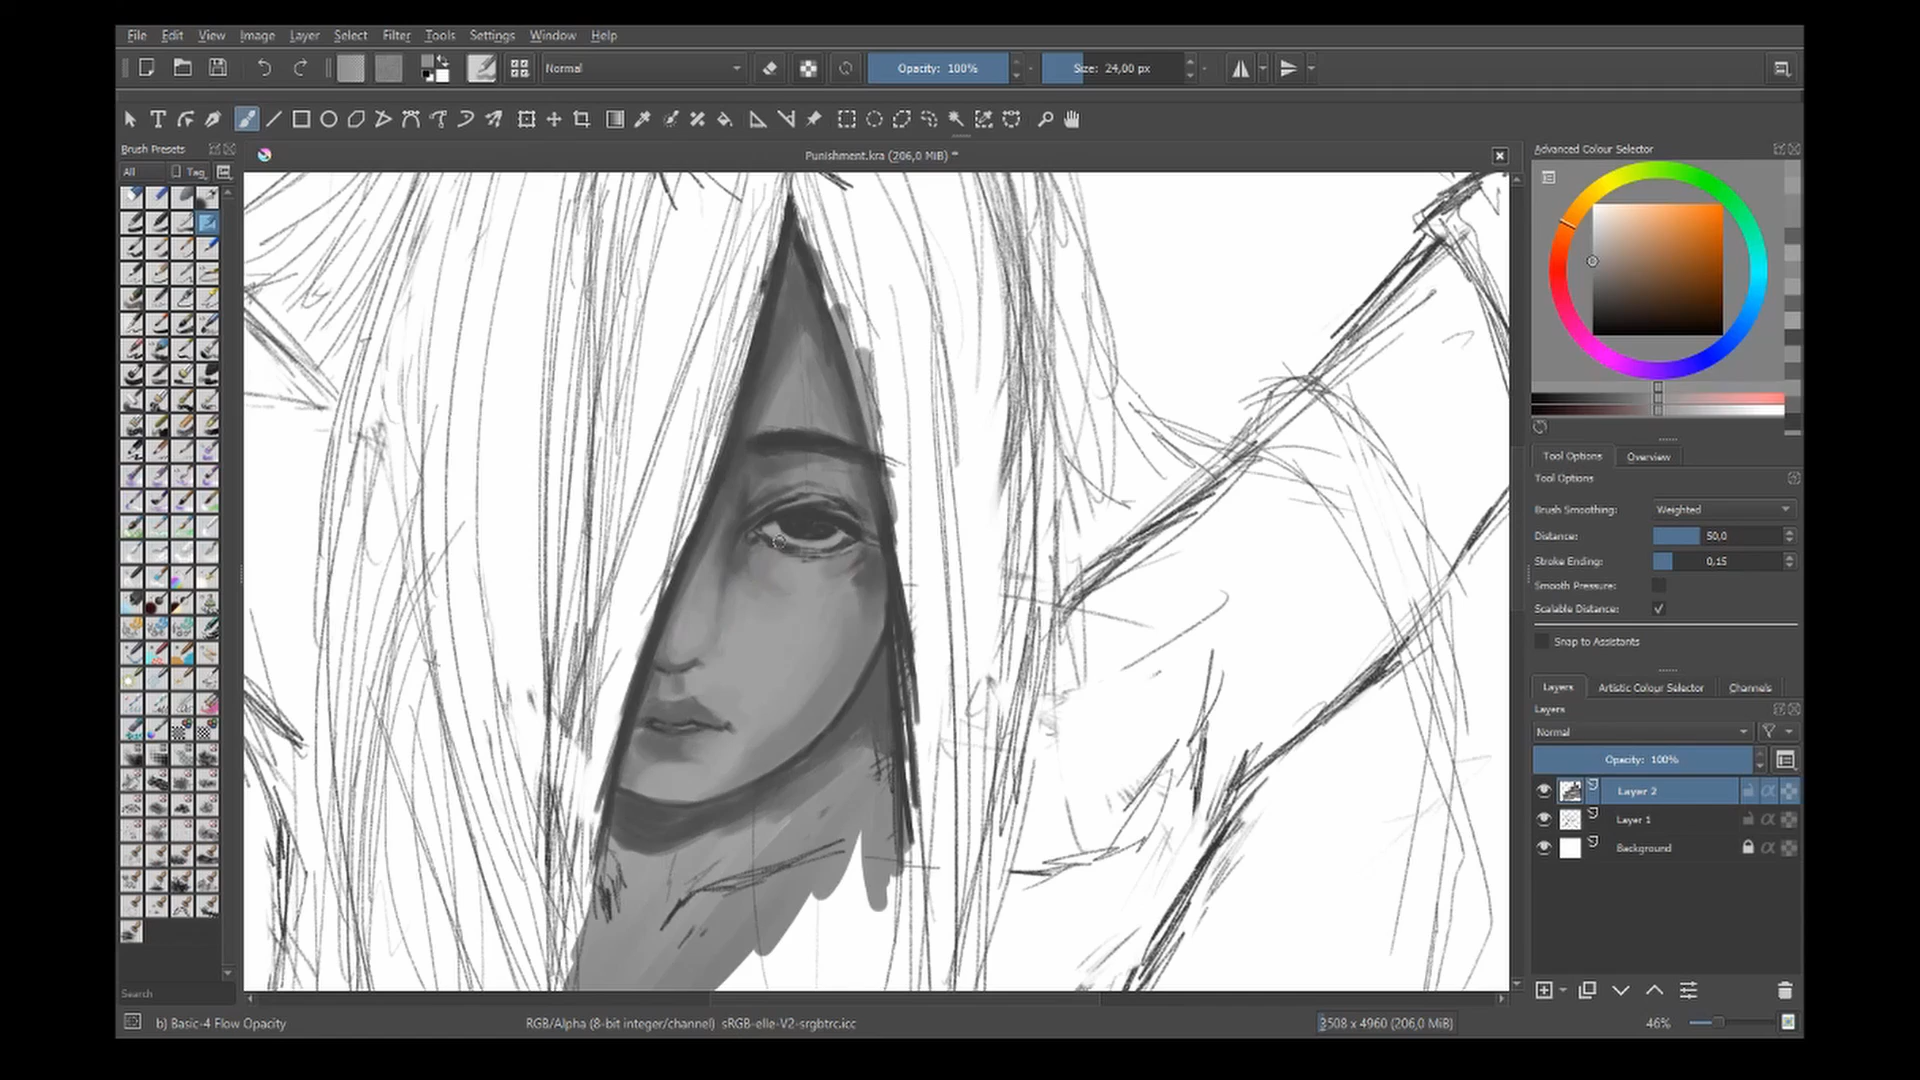 File Edit View Image Layer Select Filter Tools Settings Window Help
Normal Opacity: 100% Size: 24,00 px
Brush Presets
All Tag
Punishment.kra (206,0 MiB) *
Advanced Colour Selector
Tool Options Overview
Tool Options
Brush Smoothing: Weighted
Distance: 50,0
Stroke Ending: 0,15
Smooth Pressure:
Scalable Distance: ✓
Snap to Assistants
Layers Artistic Colour Selector Channels
Layers
Normal
Opacity: 100%
Layer 2
Layer 1
Background
Search
b) Basic-4 Flow Opacity RGB/Alpha (8-bit integer/channel) sRGB-elle-V2-srgbtrc.icc 3508 x 4960 (206,0 MiB) 46%